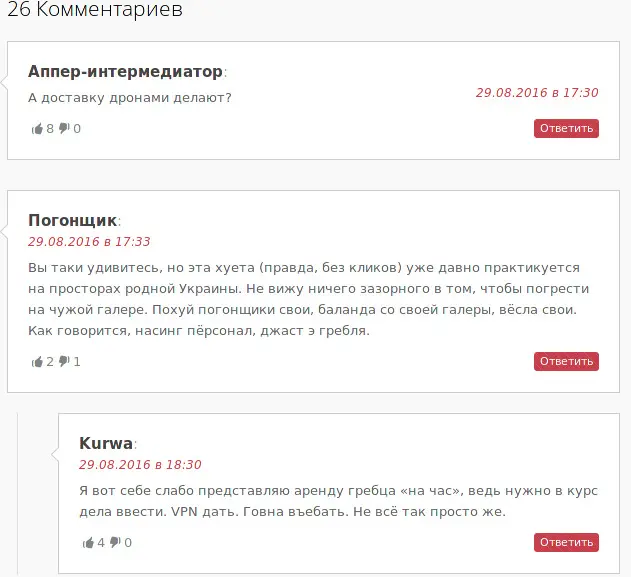 26 Комментариев
Аппер-интермедиатор:
29.08.2016 в 17:30
А доставку дронами делают?
8 0
Ответить
Погонщик:
29.08.2016 в 17:33
Вы таки удивитесь, но эта хуета (правда, без кликов) уже давно практикуется
на просторах родной Украины. Не вижу ничего зазорного в том, чтобы погрести
на чужой галере. Похуй погонщики свои, баланда со своей галеры, вёсла свои.
Как говорится, насинг пёрсонал, джаст э гребля.
2 1
Ответить
Kurwa:
29.08.2016 в 18:30
Я вот себе слабо представляю аренду гребца «на час», ведь нужно в курс
дела ввести. VPN дать. Говна въебать. Не всё так просто же.
4 0
Ответить